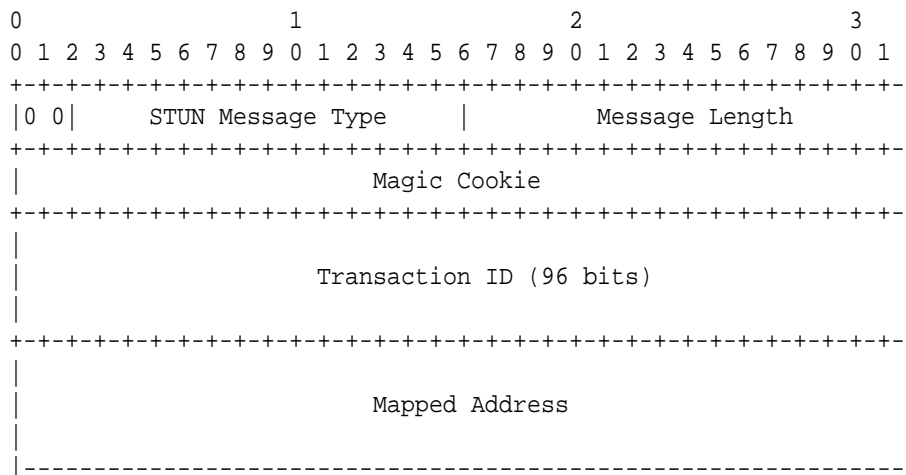 0                   1                   2                   3
0 1 2 3 4 5 6 7 8 9 0 1 2 3 4 5 6 7 8 9 0 1 2 3 4 5 6 7 8 9 0 1
+-+-+-+-+-+-+-+-+-+-+-+-+-+-+-+-+-+-+-+-+-+-+-+-+-+-+-+-+-+-+-+-
|0 0|     STUN Message Type     |         Message Length
+-+-+-+-+-+-+-+-+-+-+-+-+-+-+-+-+-+-+-+-+-+-+-+-+-+-+-+-+-+-+-+-
|                         Magic Cookie
+-+-+-+-+-+-+-+-+-+-+-+-+-+-+-+-+-+-+-+-+-+-+-+-+-+-+-+-+-+-+-+-
|
|                     Transaction ID (96 bits)
|
+-+-+-+-+-+-+-+-+-+-+-+-+-+-+-+-+-+-+-+-+-+-+-+-+-+-+-+-+-+-+-+-
|
|                         Mapped Address
|
|---------------------------------------------------------------